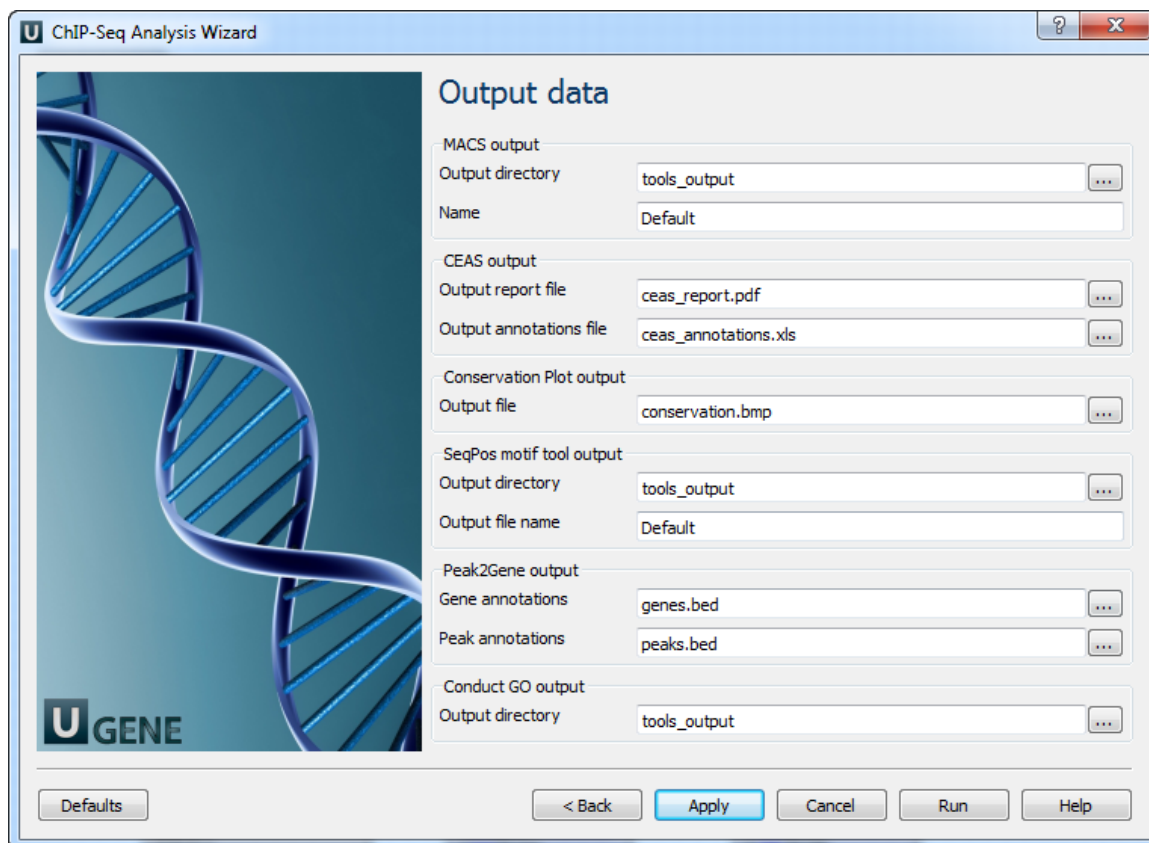 U ChIP-Seq Analysis Wizard
? X
Output data
MACS output
Output directory tools_output ...
Name Default
CEAS output
Output report file ceas_report.pdf ...
Output annotations file ceas_annotations.xls ...
Conservation Plot output
Output file conservation.bmp ...
SeqPos motif tool output
Output directory tools_output ...
Output file name Default
Peak2Gene output
Gene annotations genes.bed ...
Peak annotations peaks.bed ...
Conduct GO output
Output directory tools_output ...
U GENE
Defaults < Back Apply Cancel Run Help